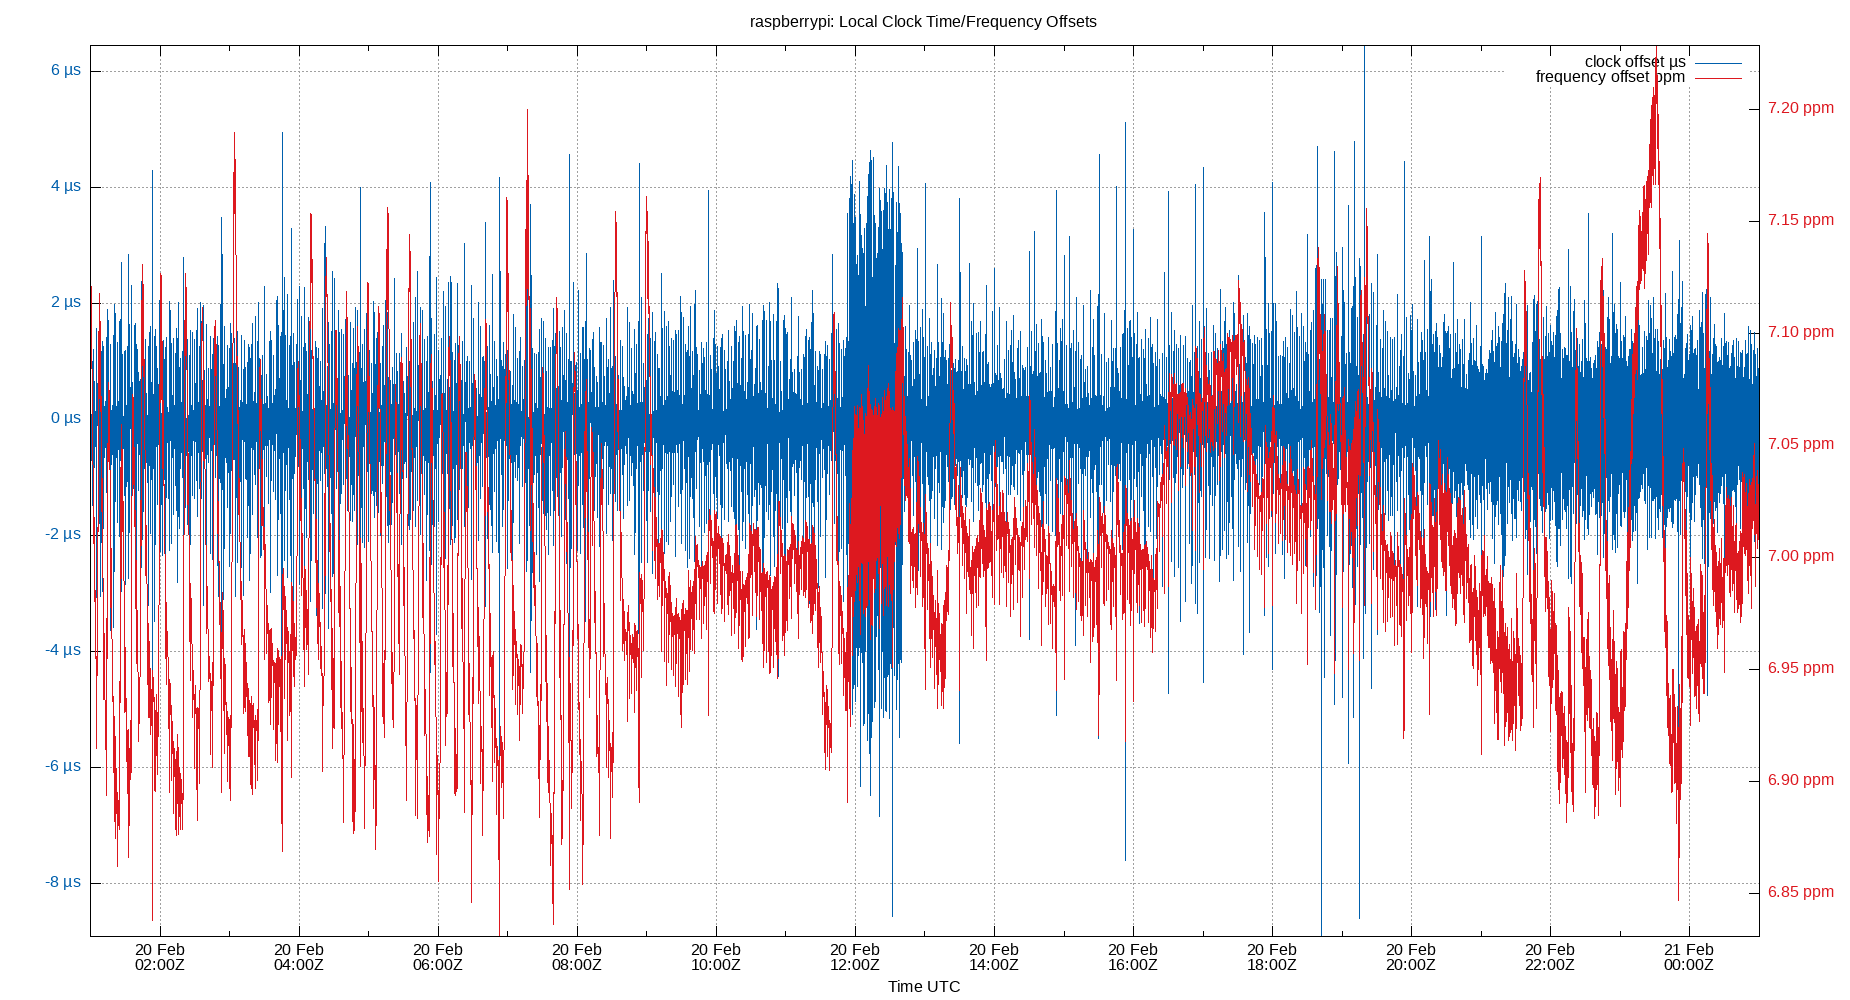 raspberrypi: Local Clock Time/Frequency Offsets
clock offset µs
frequency offset ppm
6 µs
4 µs
2 µs
0 µs
-2 µs
-4 µs
-6 µs
-8 µs
7.20 ppm
7.15 ppm
7.10 ppm
7.05 ppm
7.00 ppm
6.95 ppm
6.90 ppm
6.85 ppm
20 Feb 20 Feb 20 Feb 20 Feb 20 Feb 20 Feb 20 Feb 20 Feb 20 Feb 20 Feb 20 Feb 21 Feb
02:00Z 04:00Z 06:00Z 08:00Z 10:00Z 12:00Z 14:00Z 16:00Z 18:00Z 20:00Z 22:00Z 00:00Z
Time UTC